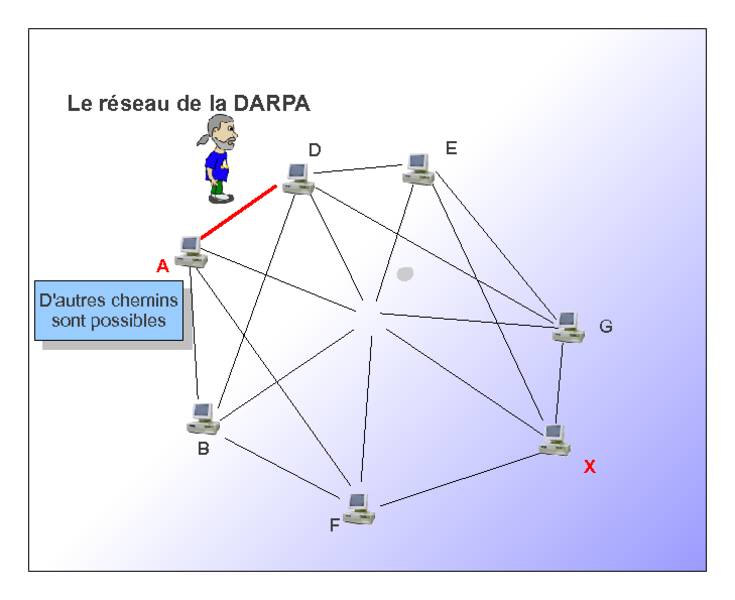 Le réseau de la DARPA
D
E
A
D'autres chemins
sont possibles
G
B
X
F